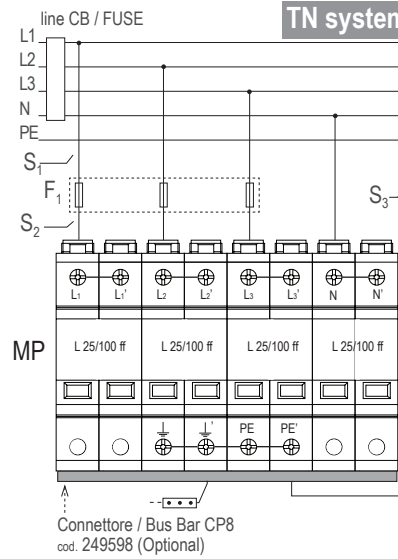 line CB / FUSE
TN system
L1
L2
L3
N
PE
S1
F1
S3
S2
L1 L1' L2 L2' L3 L3' N N'
MP
L 25/100 ff L 25/100 ff L 25/100 ff L 25/100 ff
' PE PE'
Connettore / Bus Bar CP8
cod. 249598 (Optional)